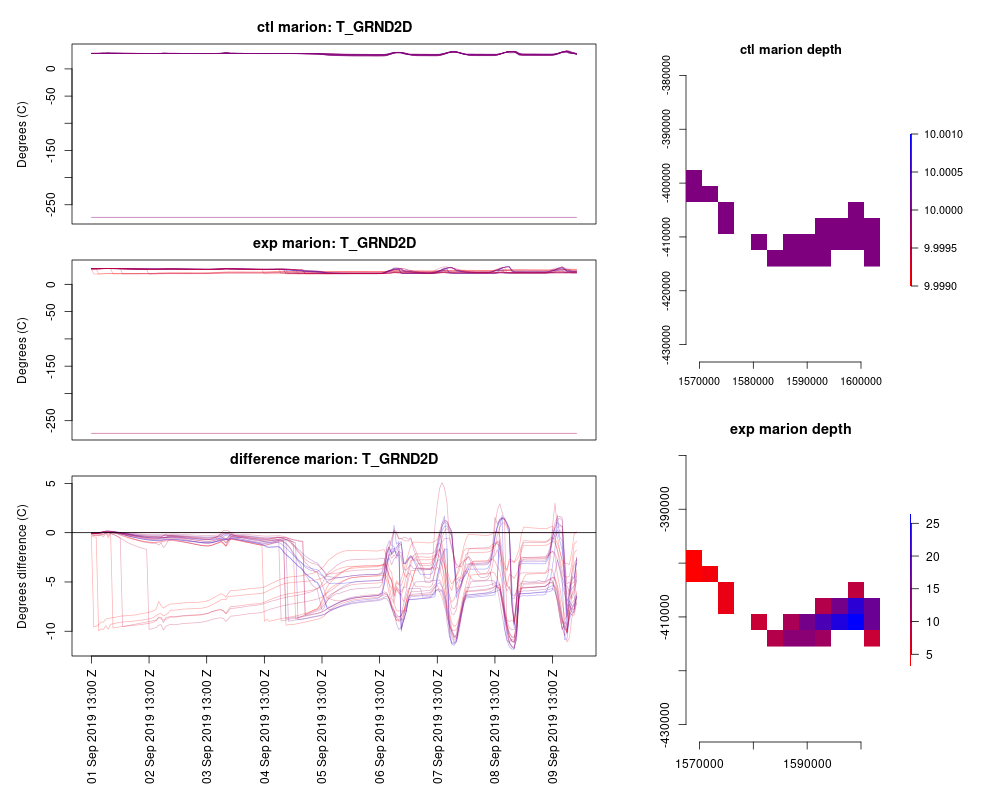 ctl marion: T_GRND2D
Degrees (C)
0
-50
-150
-250
exp marion: T_GRND2D
Degrees (C)
0
-50
-150
-250
difference marion: T_GRND2D
Degrees difference (C)
5
0
-5
-10
01 Sep 2019 13:00 Z
02 Sep 2019 13:00 Z
03 Sep 2019 13:00 Z
04 Sep 2019 13:00 Z
05 Sep 2019 13:00 Z
06 Sep 2019 13:00 Z
07 Sep 2019 13:00 Z
08 Sep 2019 13:00 Z
09 Sep 2019 13:00 Z
ctl marion depth
-380000
-390000
-400000
-410000
-420000
-430000
1570000 1580000 1590000 1600000
10.0010
10.0005
10.0000
9.9995
9.9990
exp marion depth
-390000
-410000
-430000
1570000 1590000
25
20
15
10
5